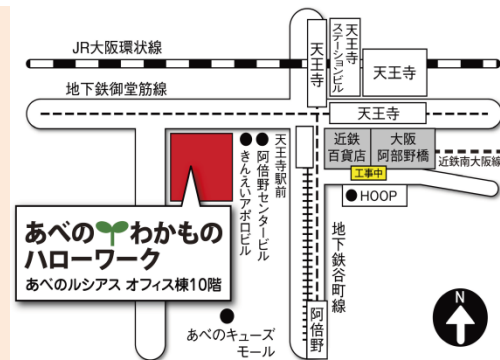 JR大阪環状線
天王寺
天王寺
ステーションビル
天王寺
地下鉄御堂筋線
天王寺
きんえいアポロビル
阿倍野センタービル
天王寺駅前
近鉄
百貨店
大阪
阿部野橋
近鉄南大阪線
工事中
HOOP
あべの わかもの
ハローワーク
あべのルシアス オフィス棟10階
地下鉄谷町線
阿倍野
あべのキューズ
モール
N